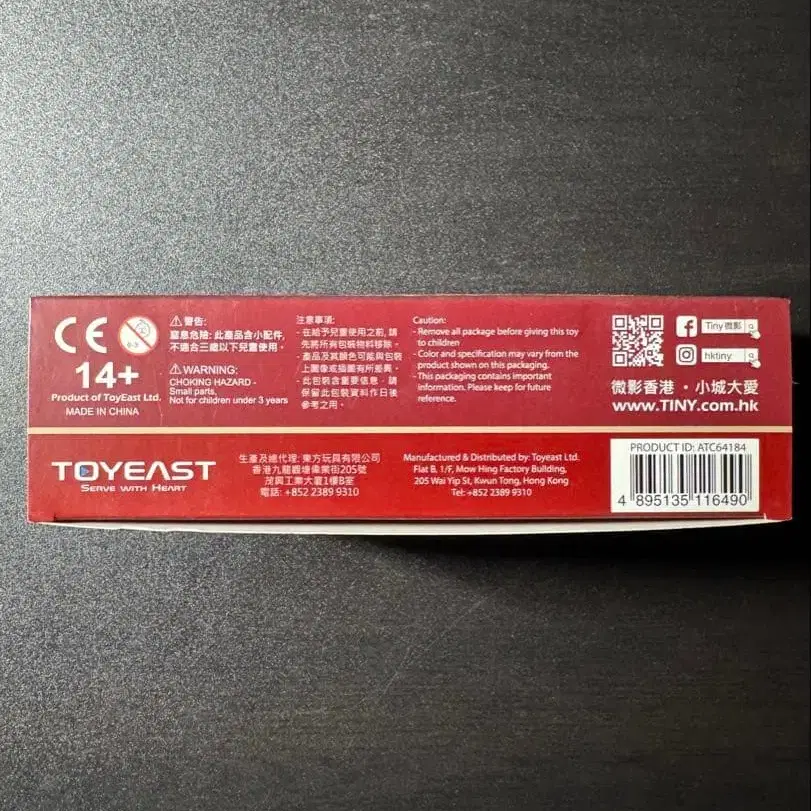 CE
0-3
14+
Product of ToyEast Ltd.
MADE IN CHINA
警告:
窒息危險: 此產品含小配件,
不適合三歲以下兒童使用。
WARNING:
CHOKING HAZARD -
Small parts,
Not for children under 3 years
注意事項:
- 在給予兒童使用之前, 請
先將所有包裝物料移除。
- 產品及其顏色可能與包裝
上圖像或插圖有所差異。
- 此包裝含重要信息, 請
保留此包裝資料作日後
參考之用。
Caution:
- Remove all package before giving this toy
to children
- Color and specification may vary from the
product shown on this packaging.
-This packaging contains important
information. Please keep for future
reference.
Tiny微影
hktiny
微影香港・小城大愛
www.TINY.com.hk
TOYEAST
SERVE WITH HEART
生產及總代理: 東方玩具有限公司
香港九龍觀塘偉業街205號
茂興工業大廈1樓B室
電話: +852 2389 9310
Manufactured & Distributed by: Toyeast Ltd.
Flat B, 1/F, Mow Hing Factory Building,
205 Wai Yip St, Kwun Tong, Hong Kong
Tel: +852 2389 9310
PRODUCT ID: ATC64184
4 895135 116490